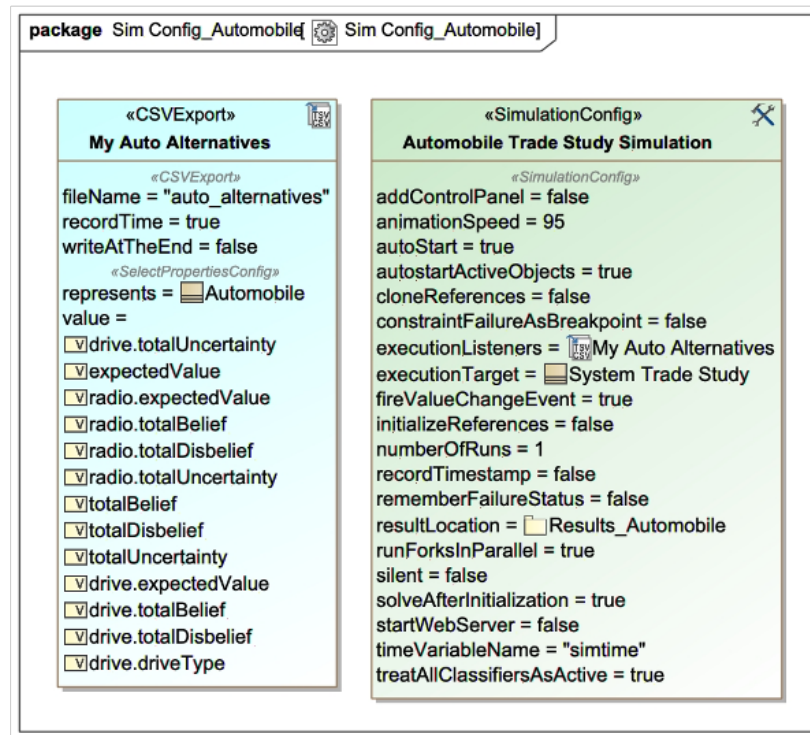 package Sim Config_Automobile[ Sim Config_Automobile]
«CSVExport»
My Auto Alternatives
«CSVExport»
fileName = "auto_alternatives"
recordTime = true
writeAtTheEnd = false
«SelectPropertiesConfig»
represents = Automobile
value =
drive.totalUncertainty
expectedValue
radio.expectedValue
radio.totalBelief
radio.totalDisbelief
radio.totalUncertainty
totalBelief
totalDisbelief
totalUncertainty
drive.expectedValue
drive.totalBelief
drive.totalDisbelief
drive.driveType
«SimulationConfig»
Automobile Trade Study Simulation
«SimulationConfig»
addControlPanel = false
animationSpeed = 95
autoStart = true
autostartActiveObjects = true
cloneReferences = false
constraintFailureAsBreakpoint = false
executionListeners = My Auto Alternatives
executionTarget = System Trade Study
fireValueChangeEvent = true
initializeReferences = false
numberOfRuns = 1
recordTimestamp = false
rememberFailureStatus = false
resultLocation = Results_Automobile
runForksInParallel = true
silent = false
solveAfterInitialization = true
startWebServer = false
timeVariableName = "simtime"
treatAllClassifiersAsActive = true